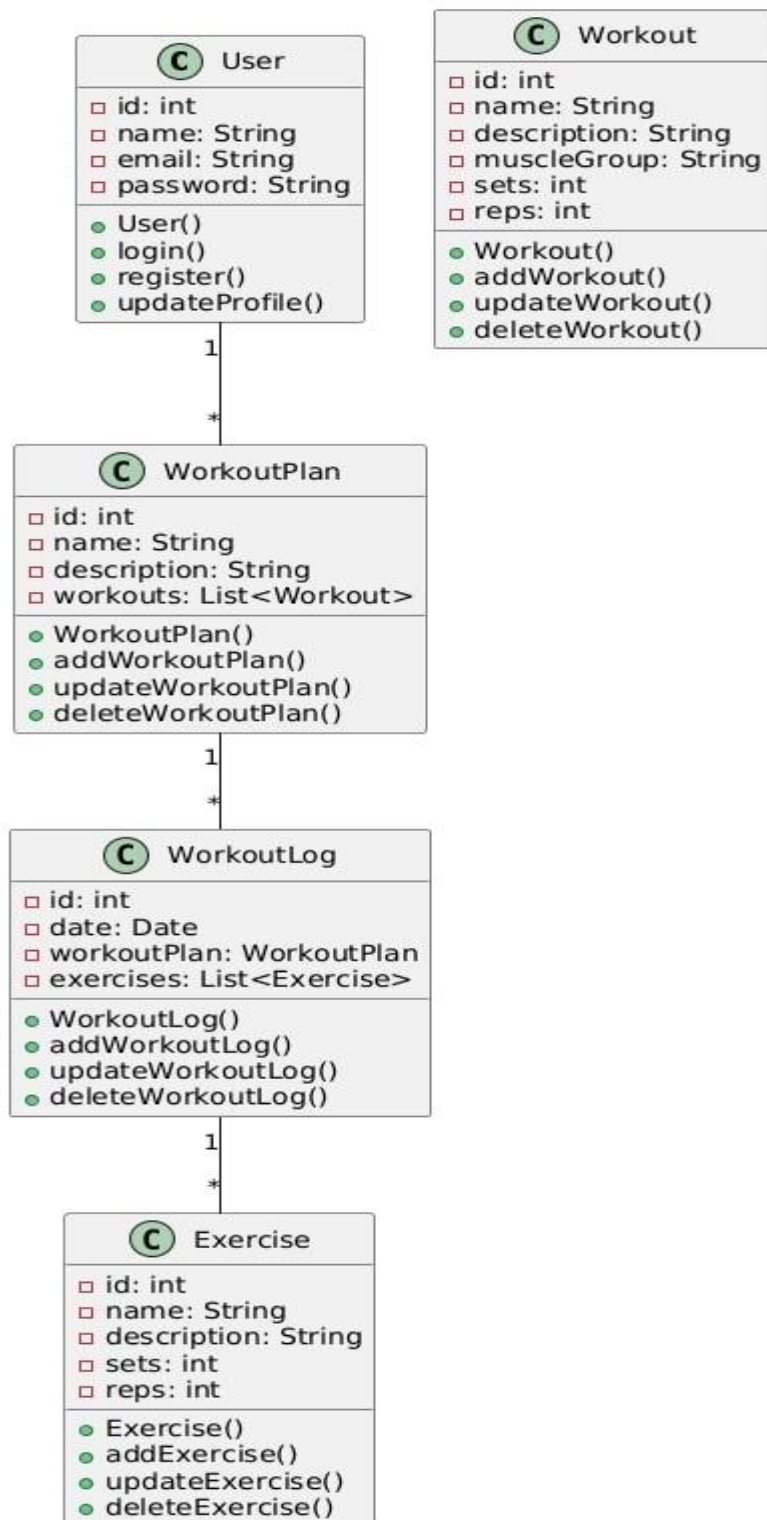 C User
id: int
name: String
email: String
password: String
User()
login()
register()
updateProfile()
C Workout
id: int
name: String
description: String
muscleGroup: String
sets: int
reps: int
Workout()
addWorkout()
updateWorkout()
deleteWorkout()
1
*
C WorkoutPlan
id: int
name: String
description: String
workouts: List<Workout>
WorkoutPlan()
addWorkoutPlan()
updateWorkoutPlan()
deleteWorkoutPlan()
1
*
C WorkoutLog
id: int
date: Date
workoutPlan: WorkoutPlan
exercises: List<Exercise>
WorkoutLog()
addWorkoutLog()
updateWorkoutLog()
deleteWorkoutLog()
1
*
C Exercise
id: int
name: String
description: String
sets: int
reps: int
Exercise()
addExercise()
updateExercise()
deleteExercise()